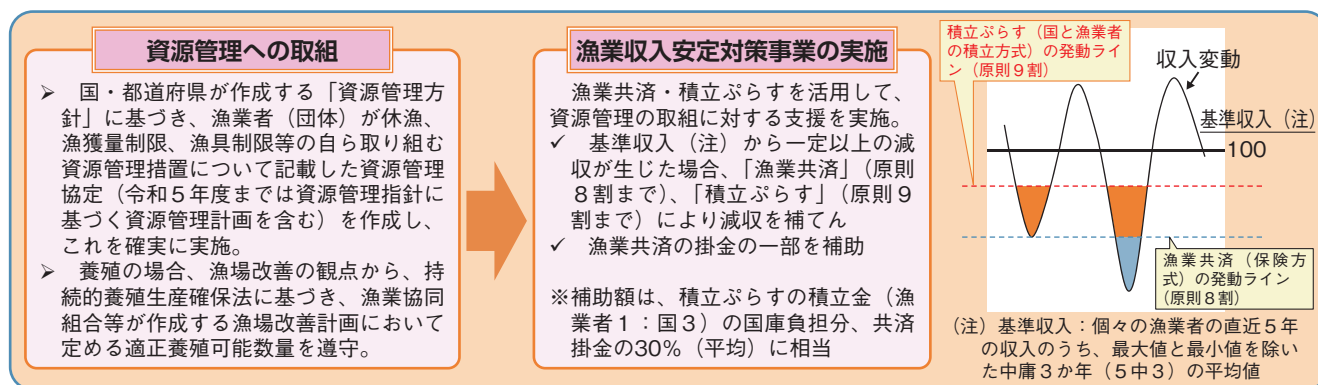 資源管理への取組
➢ 国・都道府県が作成する「資源管理方
針」に基づき、漁業者(団体)が休漁、
漁獲量制限、漁具制限等の自ら取り組む
資源管理措置について記載した資源管理
協定(令和5年度までは資源管理指針に
基づく資源管理計画を含む)を作成し、
これを確実に実施。
➢ 養殖の場合、漁場改善の観点から、持
続的養殖生産確保法に基づき、漁業協同
組合等が作成する漁場改善計画において
定める適正養殖可能数量を遵守。
漁業収入安定対策事業の実施
漁業共済・積立ぷらすを活用して、
資源管理の取組に対する支援を実施。
✓ 基準収入(注)から一定以上の減
収が生じた場合、「漁業共済」(原則
8割まで)、「積立ぷらす」(原則9
割まで)により減収を補てん
✓ 漁業共済の掛金の一部を補助
※補助額は、積立ぷらすの積立金(漁
業者1:国3)の国庫負担分、共済
掛金の30%(平均)に相当
積立ぷらす(国と漁業者
の積立方式)の発動ライ
ン(原則9割)
収入変動
基準収入(注)
100
漁業共済(保険方
式)の発動ライン
(原則8割)
(注)基準収入:個々の漁業者の直近5年
の収入のうち、最大値と最小値を除い
た中庸3か年(5中3)の平均値